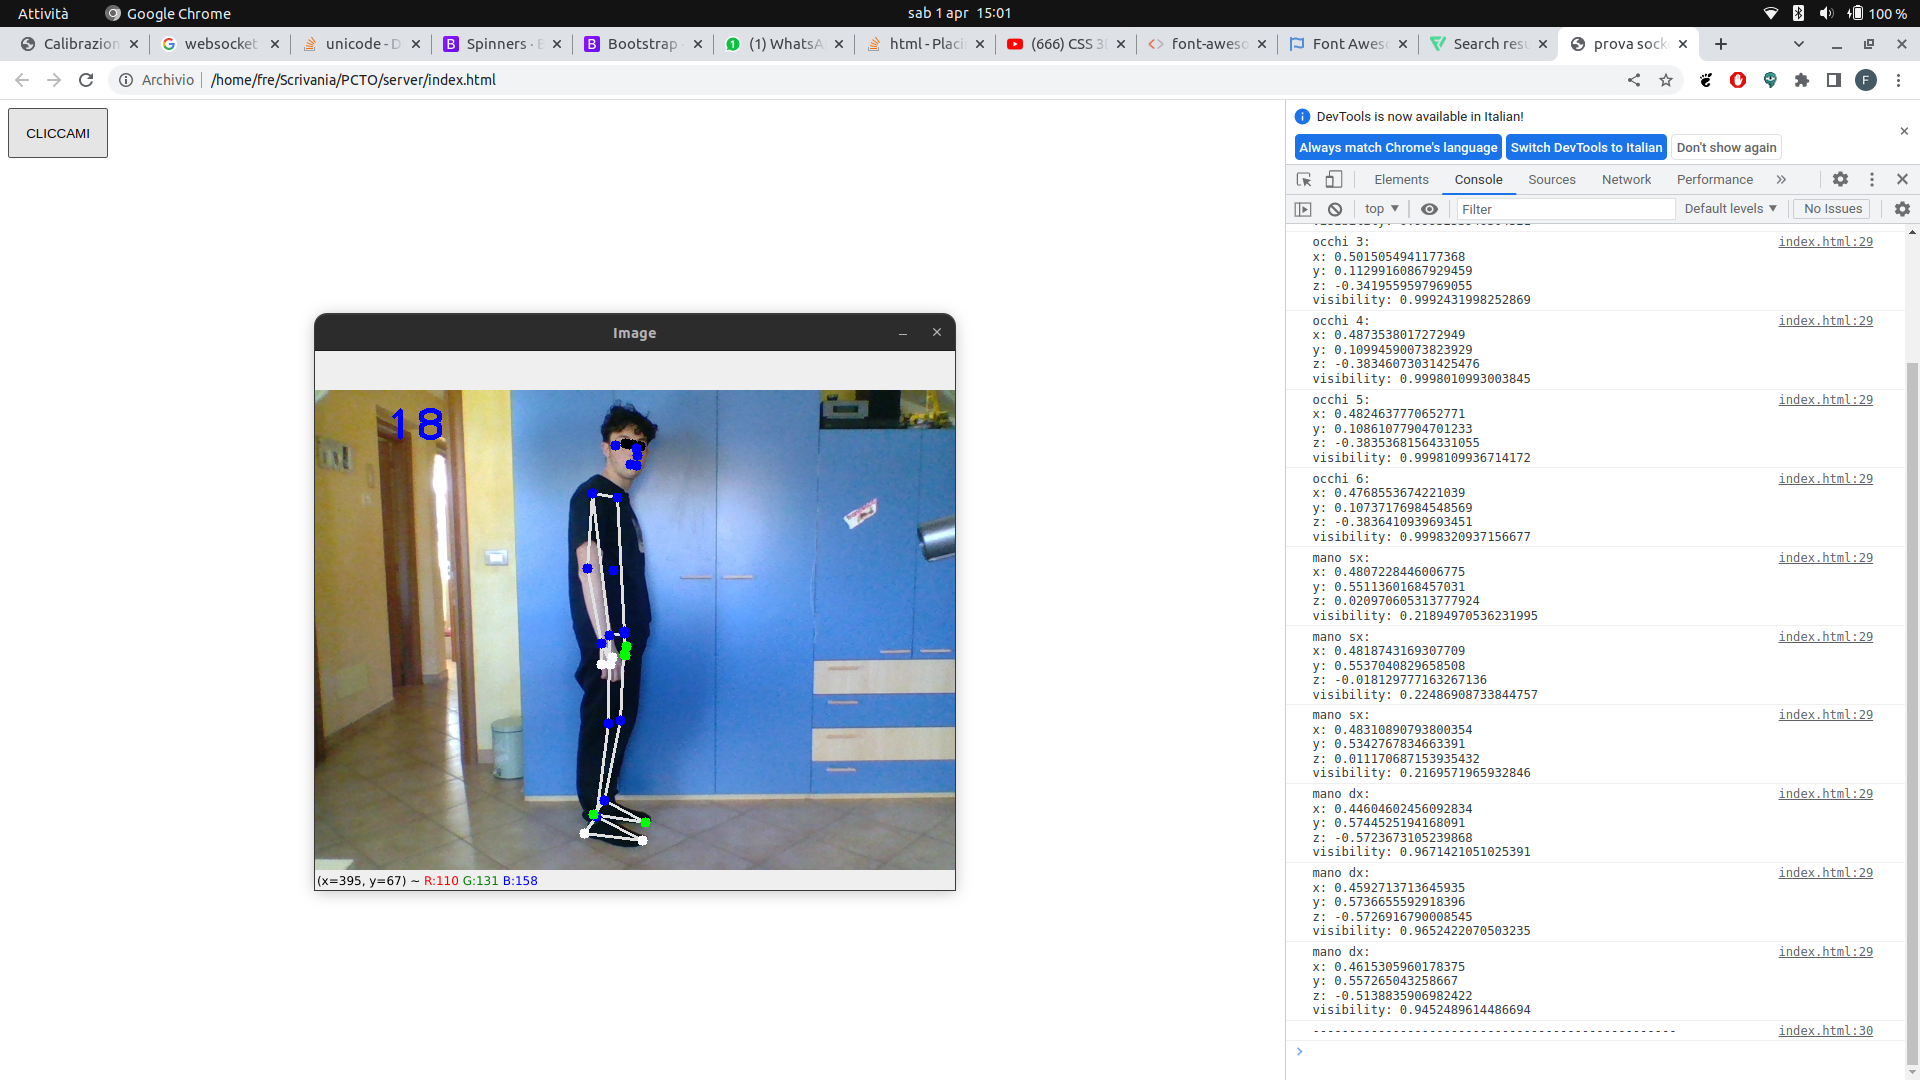 Attività
Google Chrome
sab 1 apr 15:01
100 %
Calibrazion
websocket
unicode - D
Spinners · B
Bootstrap ·
(1) WhatsA
html - Placi
(666) CSS 3D
font-aweso
Font Awes
Search resu
prova sock
Archivio
/home/fre/Scrivania/PCTO/server/index.html
F
CLICCAMI
Image
18
(x=395, y=67) ~ R:110 G:131 B:158
DevTools is now available in Italian!
Always match Chrome's language
Switch DevTools to Italian
Don't show again
Elements
Console
Sources
Network
Performance
top
Filter
Default levels
No Issues
occhi 3: index.html:29
x: 0.5015054941177368
y: 0.11299160867929459
z: -0.3419559597969055
visibility: 0.9992431998252869
occhi 4: index.html:29
x: 0.4873538017272949
y: 0.10994590073823929
z: -0.38346073031425476
visibility: 0.9998010993003845
occhi 5: index.html:29
x: 0.4824637770652771
y: 0.10861077904701233
z: -0.38353681564331055
visibility: 0.9998109936714172
occhi 6: index.html:29
x: 0.4768553674221039
y: 0.10737176984548569
z: -0.3836410939693451
visibility: 0.9998320937156677
mano sx: index.html:29
x: 0.4807228446006775
y: 0.5511360168457031
z: 0.020970605313777924
visibility: 0.21894970536231995
mano sx: index.html:29
x: 0.4818743169307709
y: 0.5537040829658508
z: -0.018129777163267136
visibility: 0.22486908733844757
mano sx: index.html:29
x: 0.48310890793800354
y: 0.5342767834663391
z: 0.011170687153935432
visibility: 0.2169571965932846
mano dx: index.html:29
x: 0.44604602456092834
y: 0.5744525194168091
z: -0.5723673105239868
visibility: 0.9671421051025391
mano dx: index.html:29
x: 0.4592713713645935
y: 0.5736655592918396
z: -0.5726916790008545
visibility: 0.9652422070503235
mano dx: index.html:29
x: 0.4615305960178375
y: 0.557265043258667
z: -0.5138835906982422
visibility: 0.9452489614486694
-------------------------------------------------- index.html:30